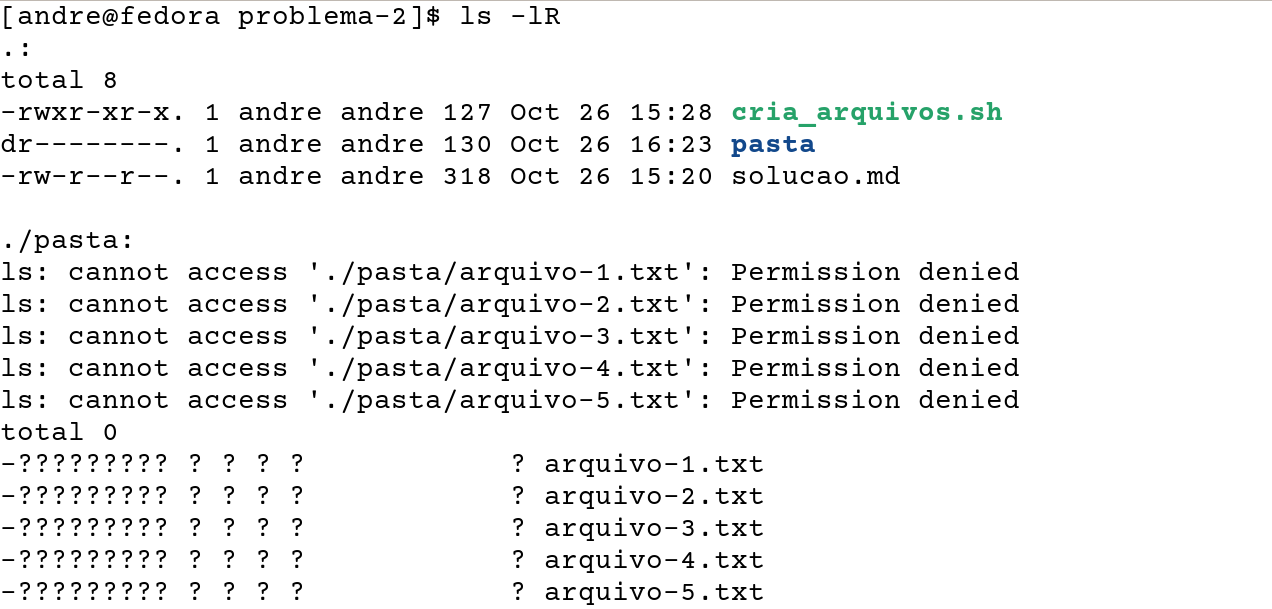 [andre@fedora problema-2]$ ls -lR
.:
total 8
-rwxr-xr-x. 1 andre andre 127 Oct 26 15:28 cria_arquivos.sh
dr--------. 1 andre andre 130 Oct 26 16:23 pasta
-rw-r--r--. 1 andre andre 318 Oct 26 15:20 solucao.md

./pasta:
ls: cannot access './pasta/arquivo-1.txt': Permission denied
ls: cannot access './pasta/arquivo-2.txt': Permission denied
ls: cannot access './pasta/arquivo-3.txt': Permission denied
ls: cannot access './pasta/arquivo-4.txt': Permission denied
ls: cannot access './pasta/arquivo-5.txt': Permission denied
total 0
-????????? ? ? ? ?            ? arquivo-1.txt
-????????? ? ? ? ?            ? arquivo-2.txt
-????????? ? ? ? ?            ? arquivo-3.txt
-????????? ? ? ? ?            ? arquivo-4.txt
-????????? ? ? ? ?            ? arquivo-5.txt